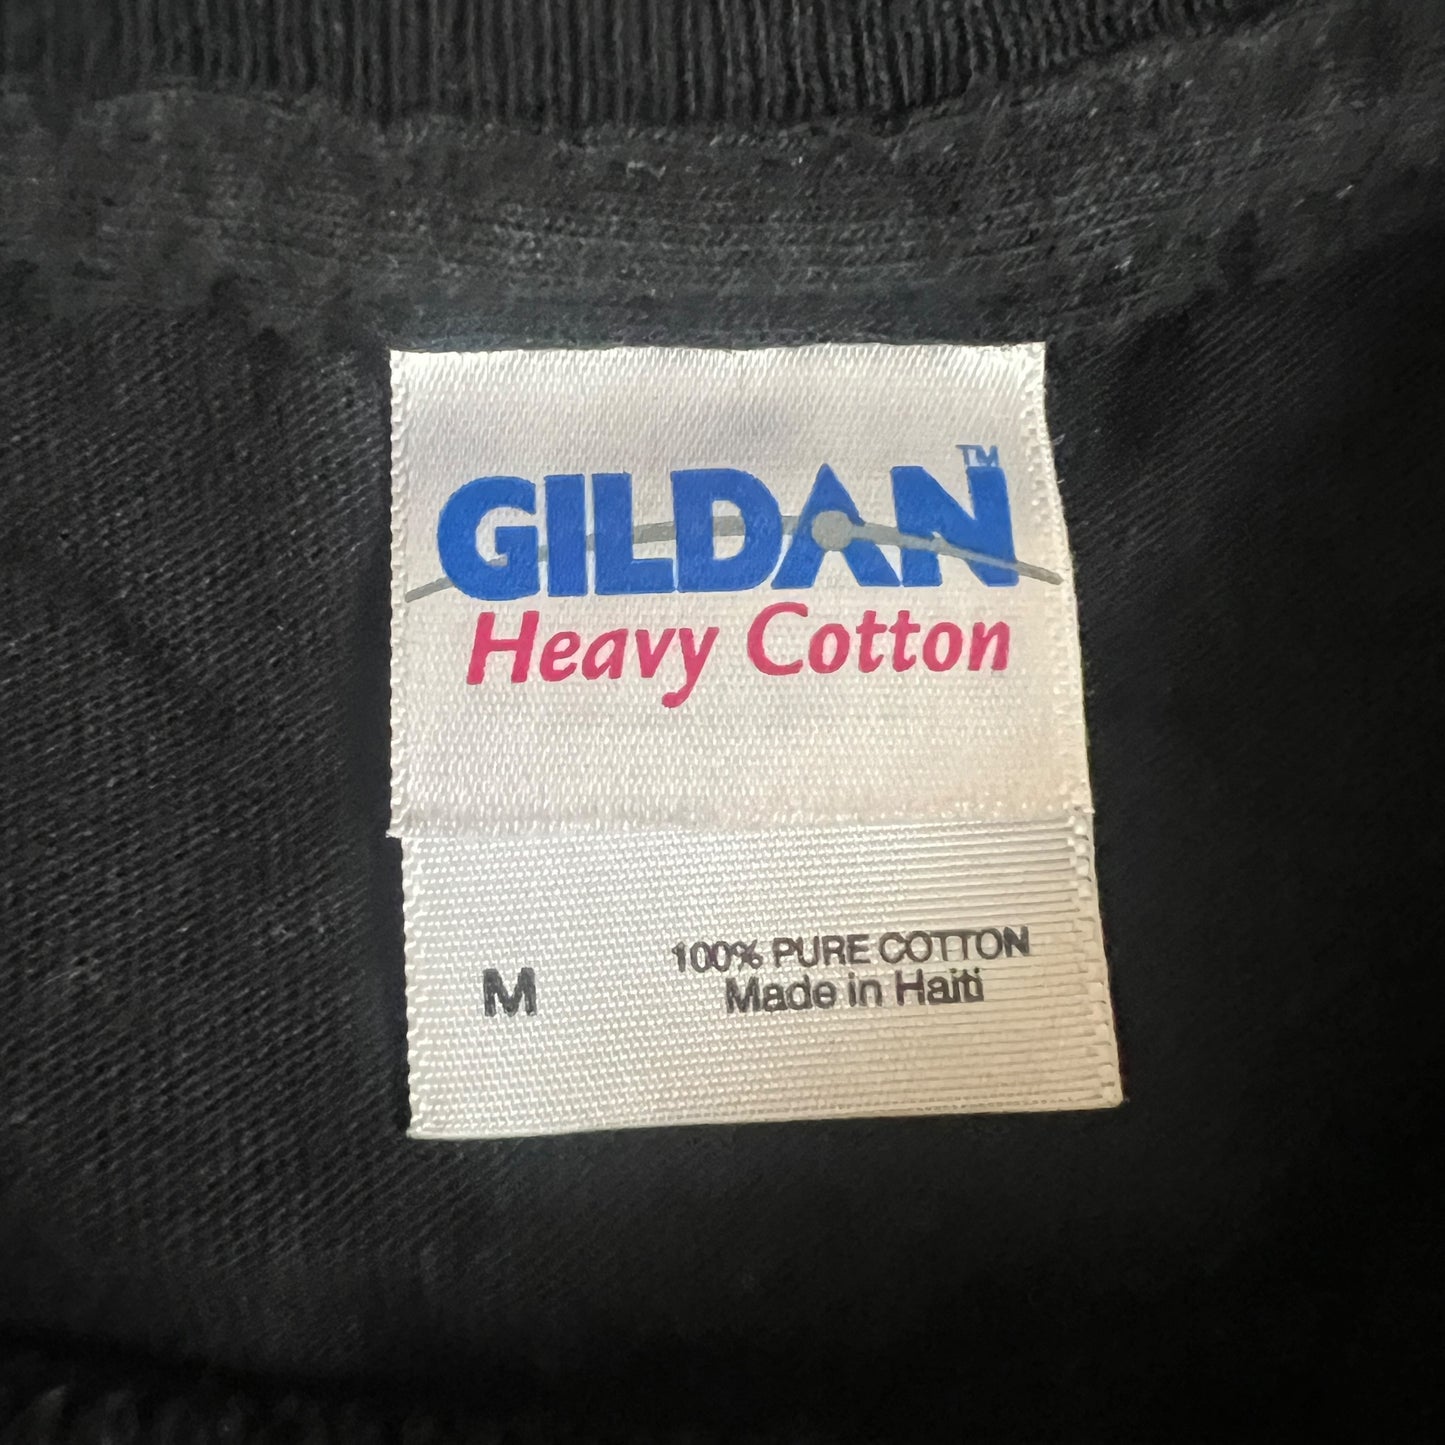 GILDAN™
Heavy Cotton
M
100% PURE COTTON
Made in Haiti